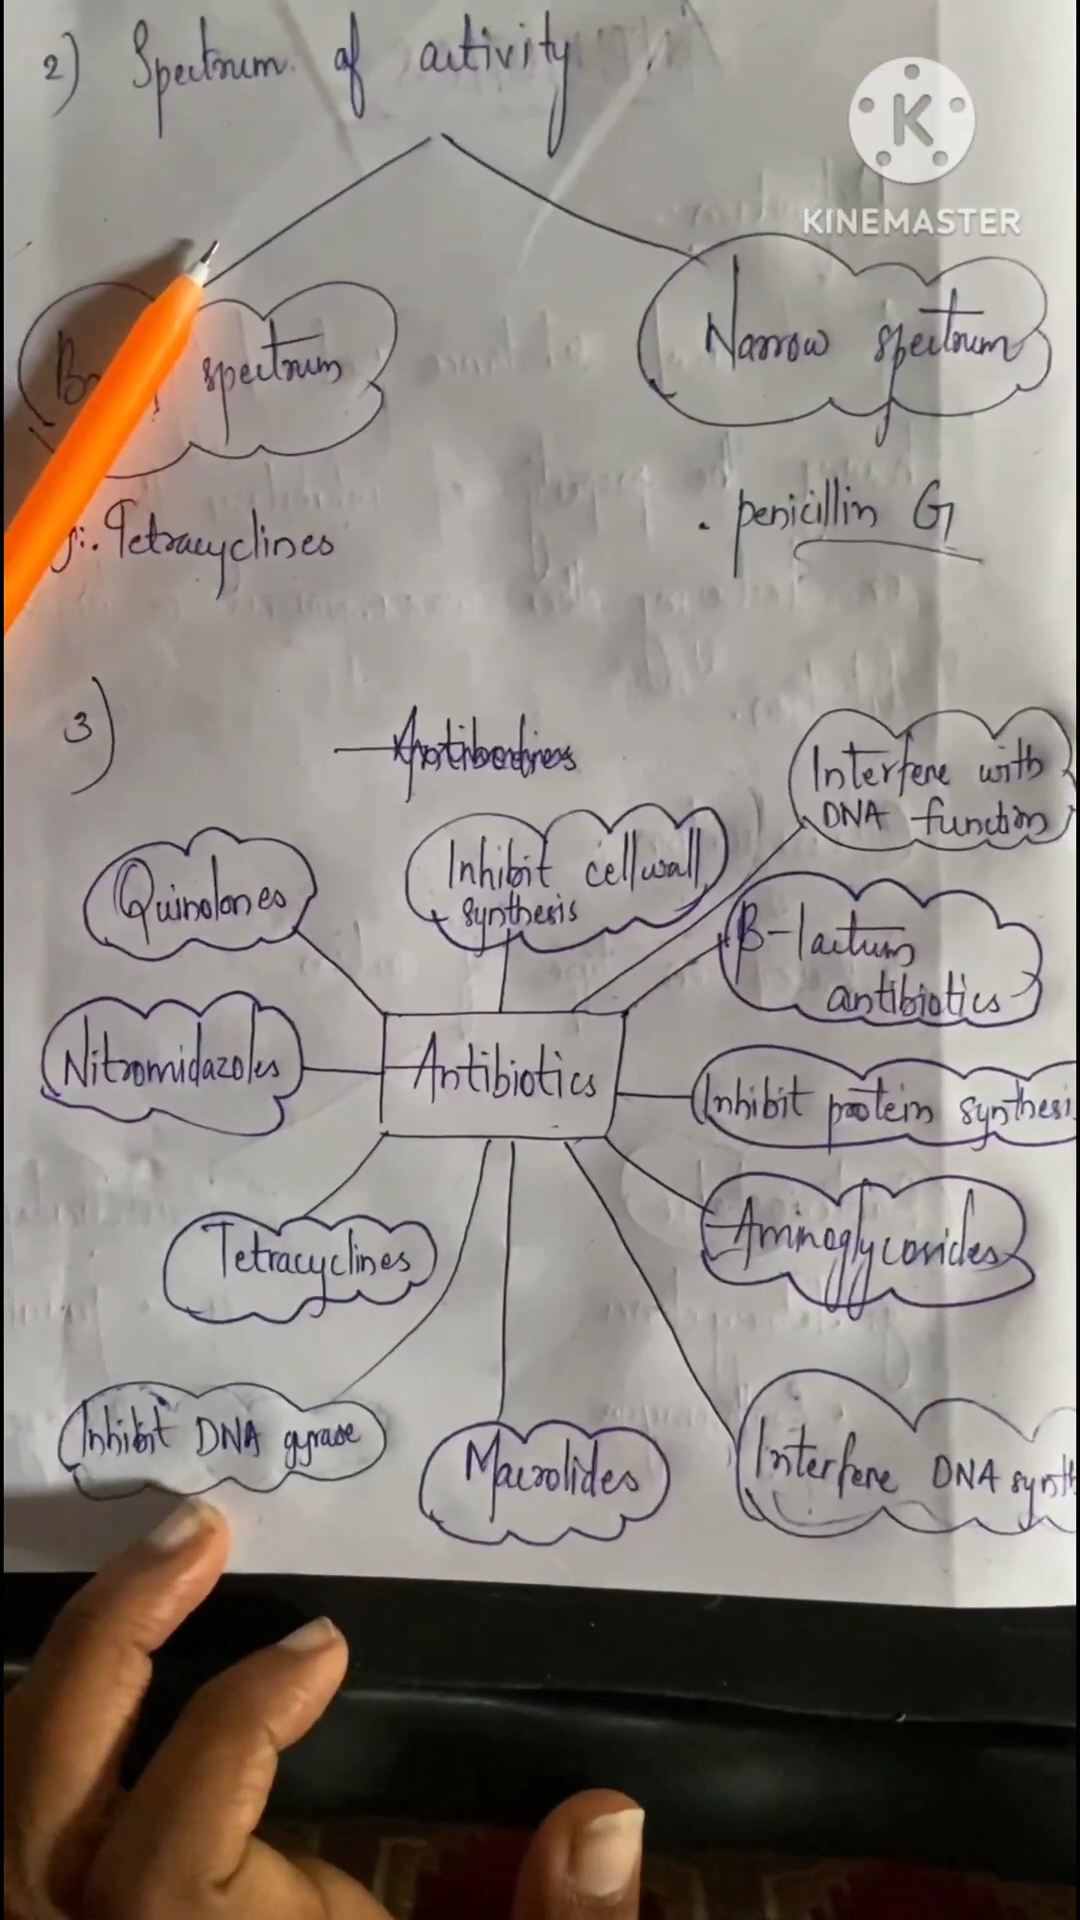 2) Spectrum of activity
K
KINEMASTER
spectrum
Narrow spectrum
Tetracyclines
. penicillin G
3)
Interfere with
DNA function
Quinolones
Inhibit cellwall
synthesis
B-lactum
antibiotics
Nitromidazoles
Antibiotics
Inhibit protein synthesi
Tetracyclines
Aminoglycosides
Inhibit DNA gyrase
Macrolides
Interfere DNA synth